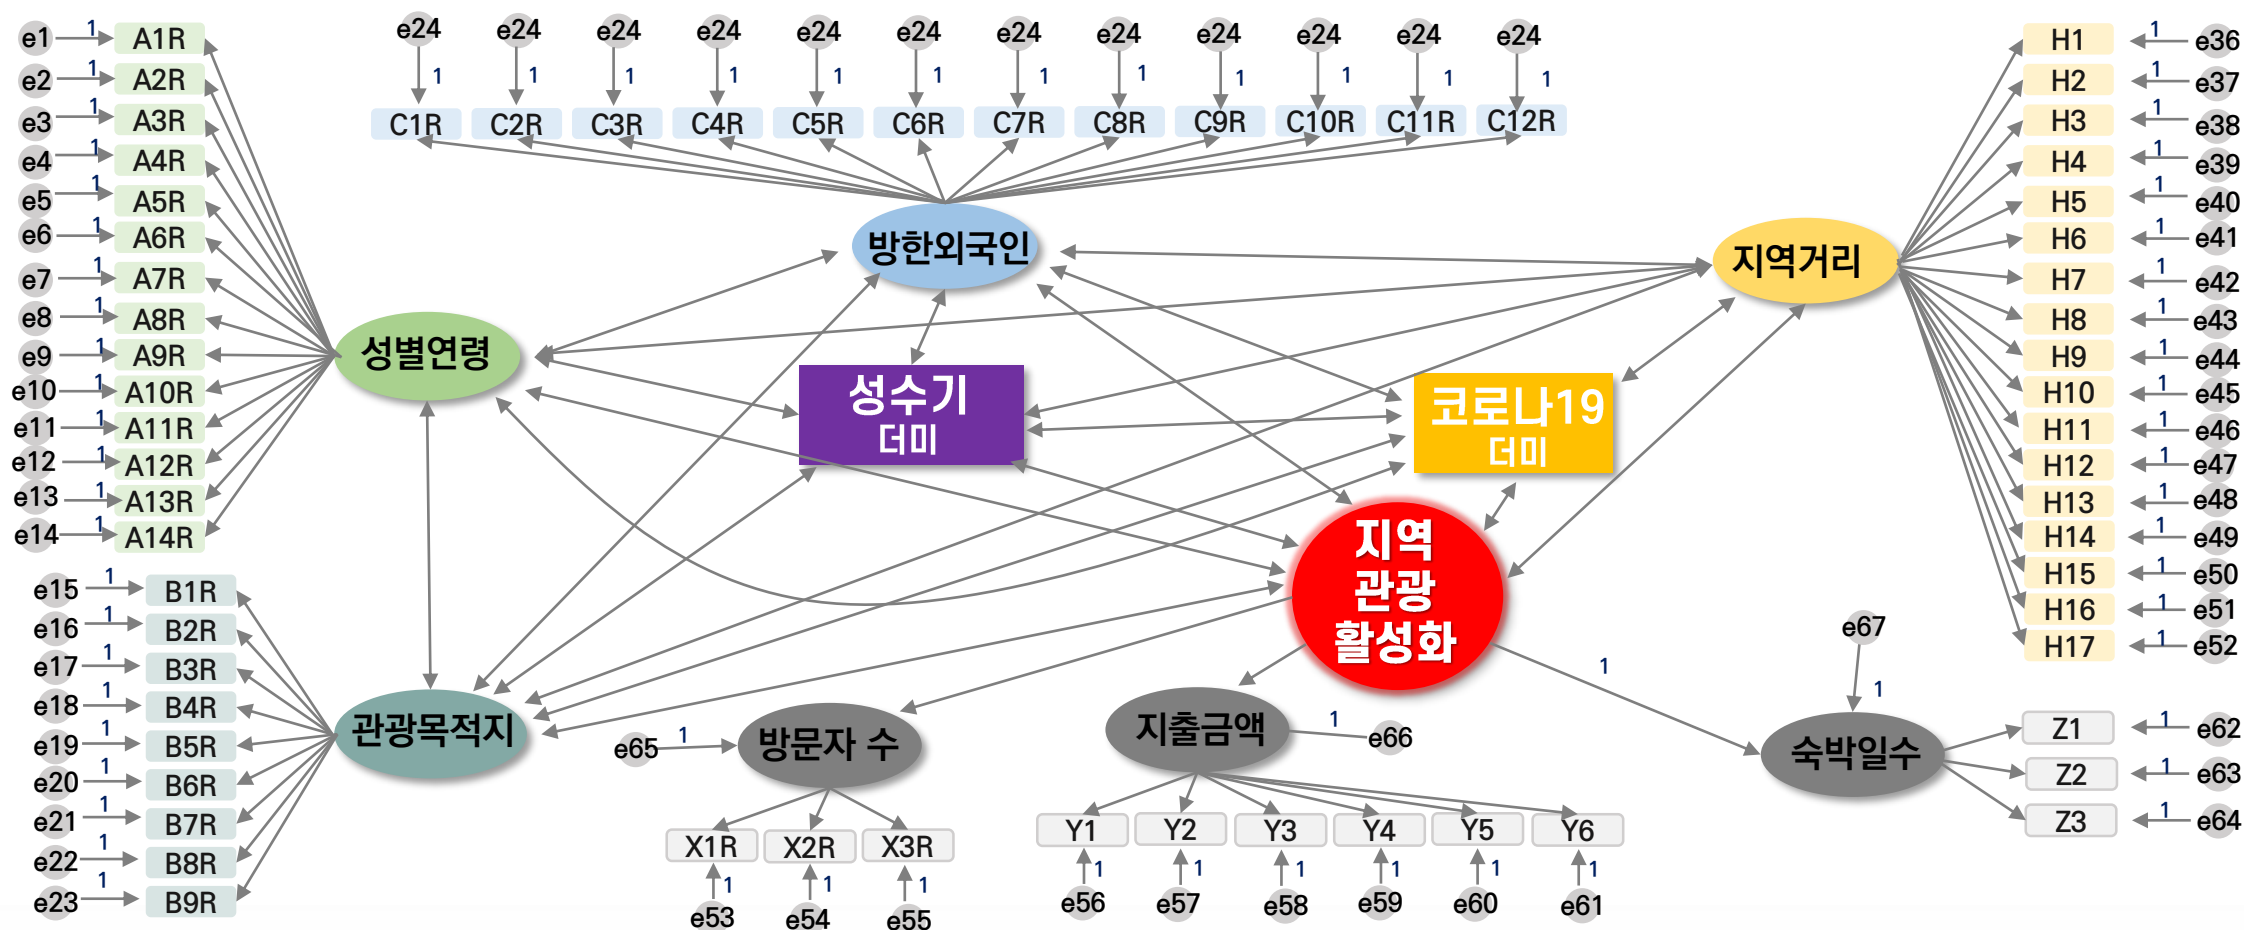 e1 1 A1R
e2 1 A2R
e3 1 A3R
e4 1 A4R
e5 1 A5R
e6 1 A6R
e7 1 A7R
e8 1 A8R
e9 1 A9R
e10 1 A10R
e11 1 A11R
e12 1 A12R
e13 1 A13R
e14 1 A14R
e24 e24 e24 e24 e24 e24 e24 e24 e24 e24 e24 e24
1 1 1 1 1 1 1 1 1 1 1 1
C1R C2R C3R C4R C5R C6R C7R C8R C9R C10R C11R C12R
방한외국인
지역거리
성별연령
성수기
더미
코로나19
더미
지역
관광
활성화
H1 1 e36
H2 1 e37
H3 1 e38
H4 1 e39
H5 1 e40
H6 1 e41
H7 1 e42
H8 1 e43
H9 1 e44
H10 1 e45
H11 1 e46
H12 1 e47
H13 1 e48
H14 1 e49
H15 1 e50
H16 1 e51
H17 1 e52
e15 1 B1R
e16 1 B2R
e17 1 B3R
e18 1 B4R
e19 1 B5R
e20 1 B6R
e21 1 B7R
e22 1 B8R
e23 1 B9R
관광목적지
e65 1 방문자 수
X1R X2R X3R
1 1 1
e53 e54 e55
지출금액 1 e66
Y1 Y2 Y3 Y4 Y5 Y6
1 1 1 1 1 1
e56 e57 e58 e59 e60 e61
1
e67
1
숙박일수
Z1 1 e62
Z2 1 e63
Z3 1 e64